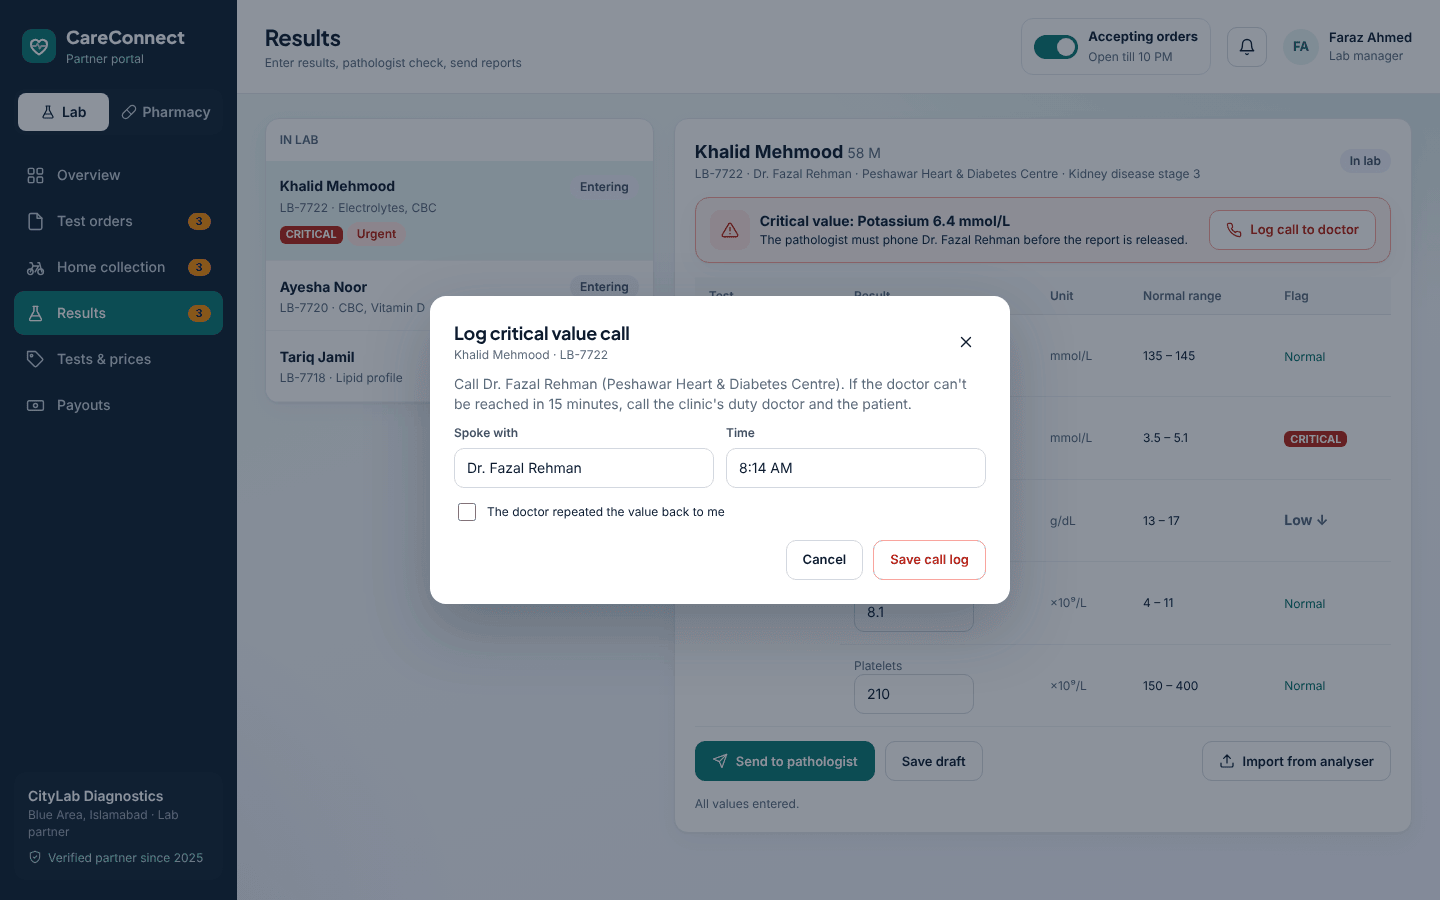 CareConnect
Partner portal
Lab
Pharmacy
Overview
Test orders 3
Home collection 3
Results 3
Tests & prices
Payouts
CityLab Diagnostics
Blue Area, Islamabad · Lab
partner
Verified partner since 2025
Results
Enter results, pathologist check, send reports
Accepting orders
Open till 10 PM
FA
Faraz Ahmed
Lab manager
IN LAB
Khalid Mehmood Entering
LB-7722 · Electrolytes, CBC
CRITICAL Urgent
Ayesha Noor Entering
LB-7720 · CBC, Vitamin D
Tariq Jamil
LB-7718 · Lipid profile
Khalid Mehmood 58 M
LB-7722 · Dr. Fazal Rehman · Peshawar Heart & Diabetes Centre · Kidney disease stage 3
In lab
Critical value: Potassium 6.4 mmol/L
The pathologist must phone Dr. Fazal Rehman before the report is released.
Log call to doctor
Test Result Unit Normal range Flag
mmol/L 135 – 145 Normal
mmol/L 3.5 – 5.1 CRITICAL
g/dL 13 – 17 Low ↓
8.1 ×10⁹/L 4 – 11 Normal
Platelets
210 ×10⁹/L 150 – 400 Normal
Send to pathologist
Save draft
Import from analyser
All values entered.
Log critical value call
Khalid Mehmood · LB-7722
Call Dr. Fazal Rehman (Peshawar Heart & Diabetes Centre). If the doctor can't
be reached in 15 minutes, call the clinic's duty doctor and the patient.
Spoke with
Dr. Fazal Rehman
Time
8:14 AM
The doctor repeated the value back to me
Cancel
Save call log